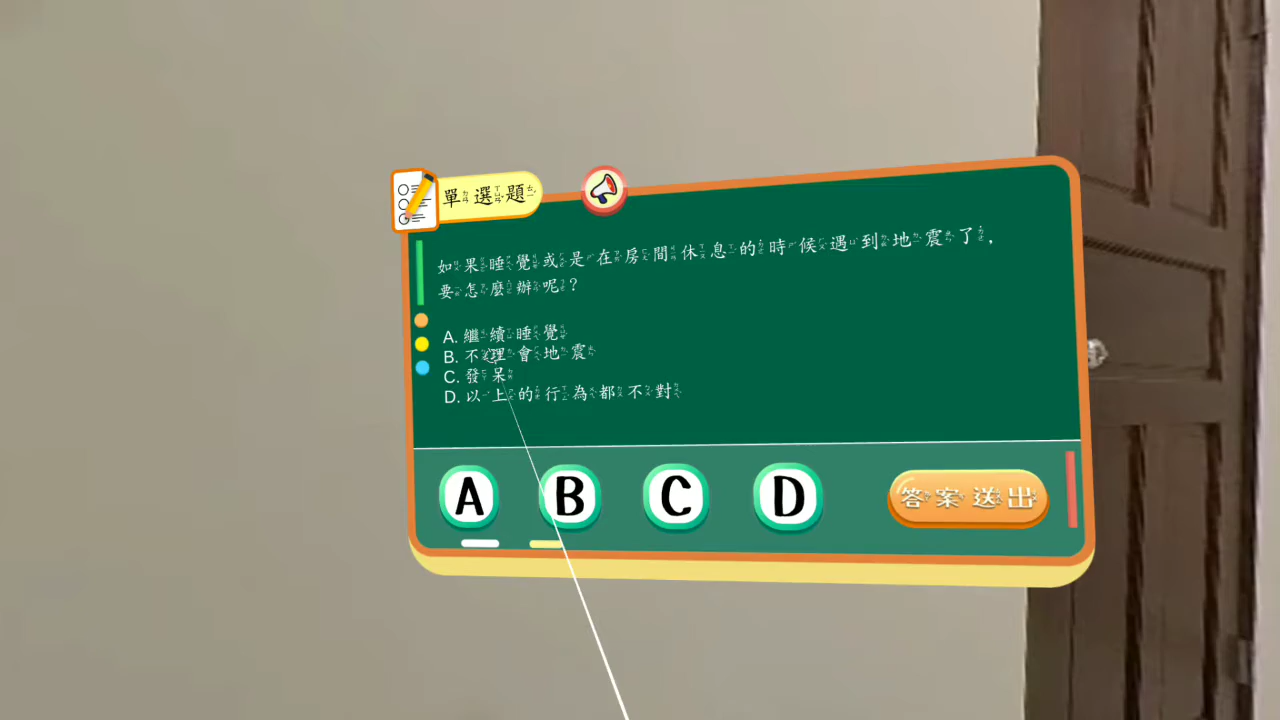 單選題
如果睡覺或是在房間休息的時候遇到地震了，
要怎麼辦呢？
A. 繼續睡覺
B. 不理會地震
C. 發呆
D. 以上的行為都不對
A B C D 答案送出